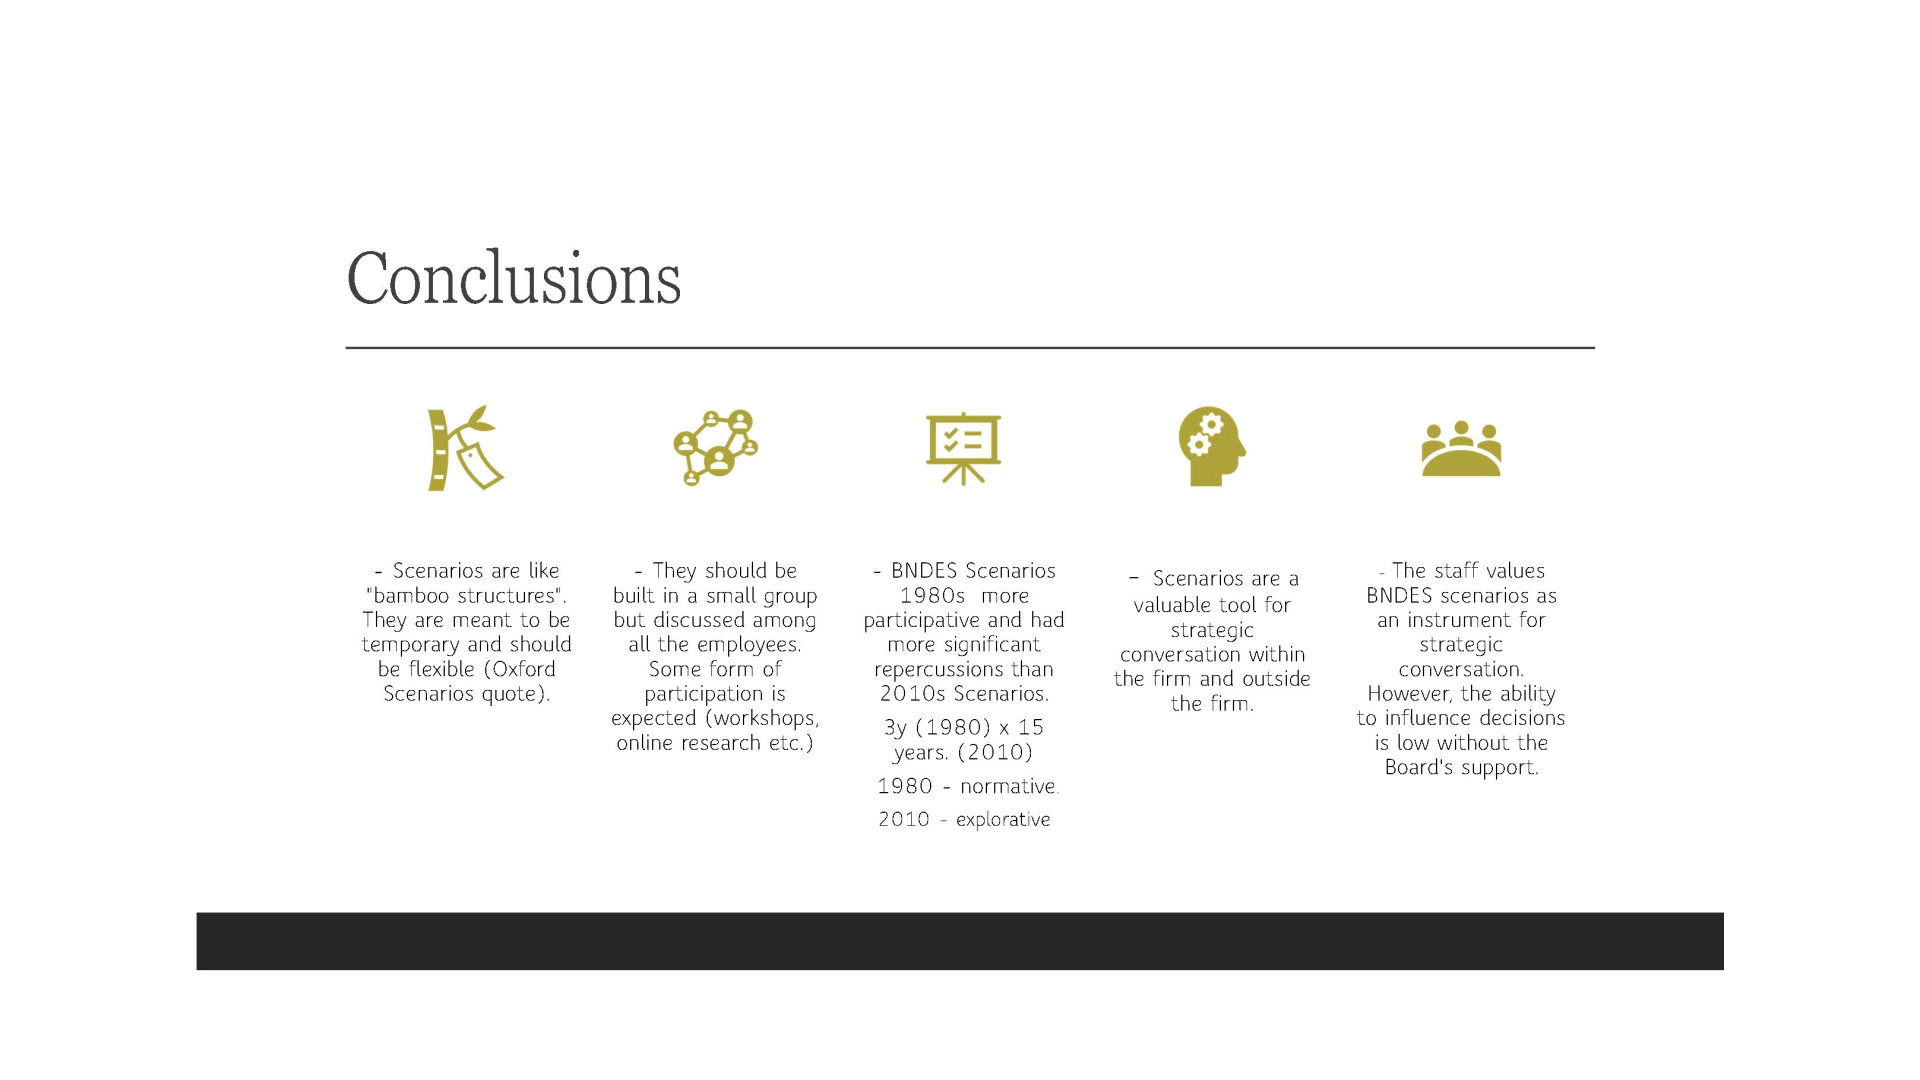 Conclusions
- Scenarios are like
"bamboo structures".
They are meant to be
temporary and should
be flexible (Oxford
Scenarios quote).
- They should be
built in a small group
but discussed among
all the employees.
Some form of
participation is
expected (workshops,
online research etc.)
- BNDES Scenarios
1980s more
participative and had
more significant
repercussions than
2010s Scenarios.
3y (1980) x 15
years. (2010)
1980 - normative.
2010 - explorative
- Scenarios are a
valuable tool for
strategic
conversation within
the firm and outside
the firm.
- The staff values
BNDES scenarios as
an instrument for
strategic
conversation.
However, the ability
to influence decisions
is low without the
Board's support.